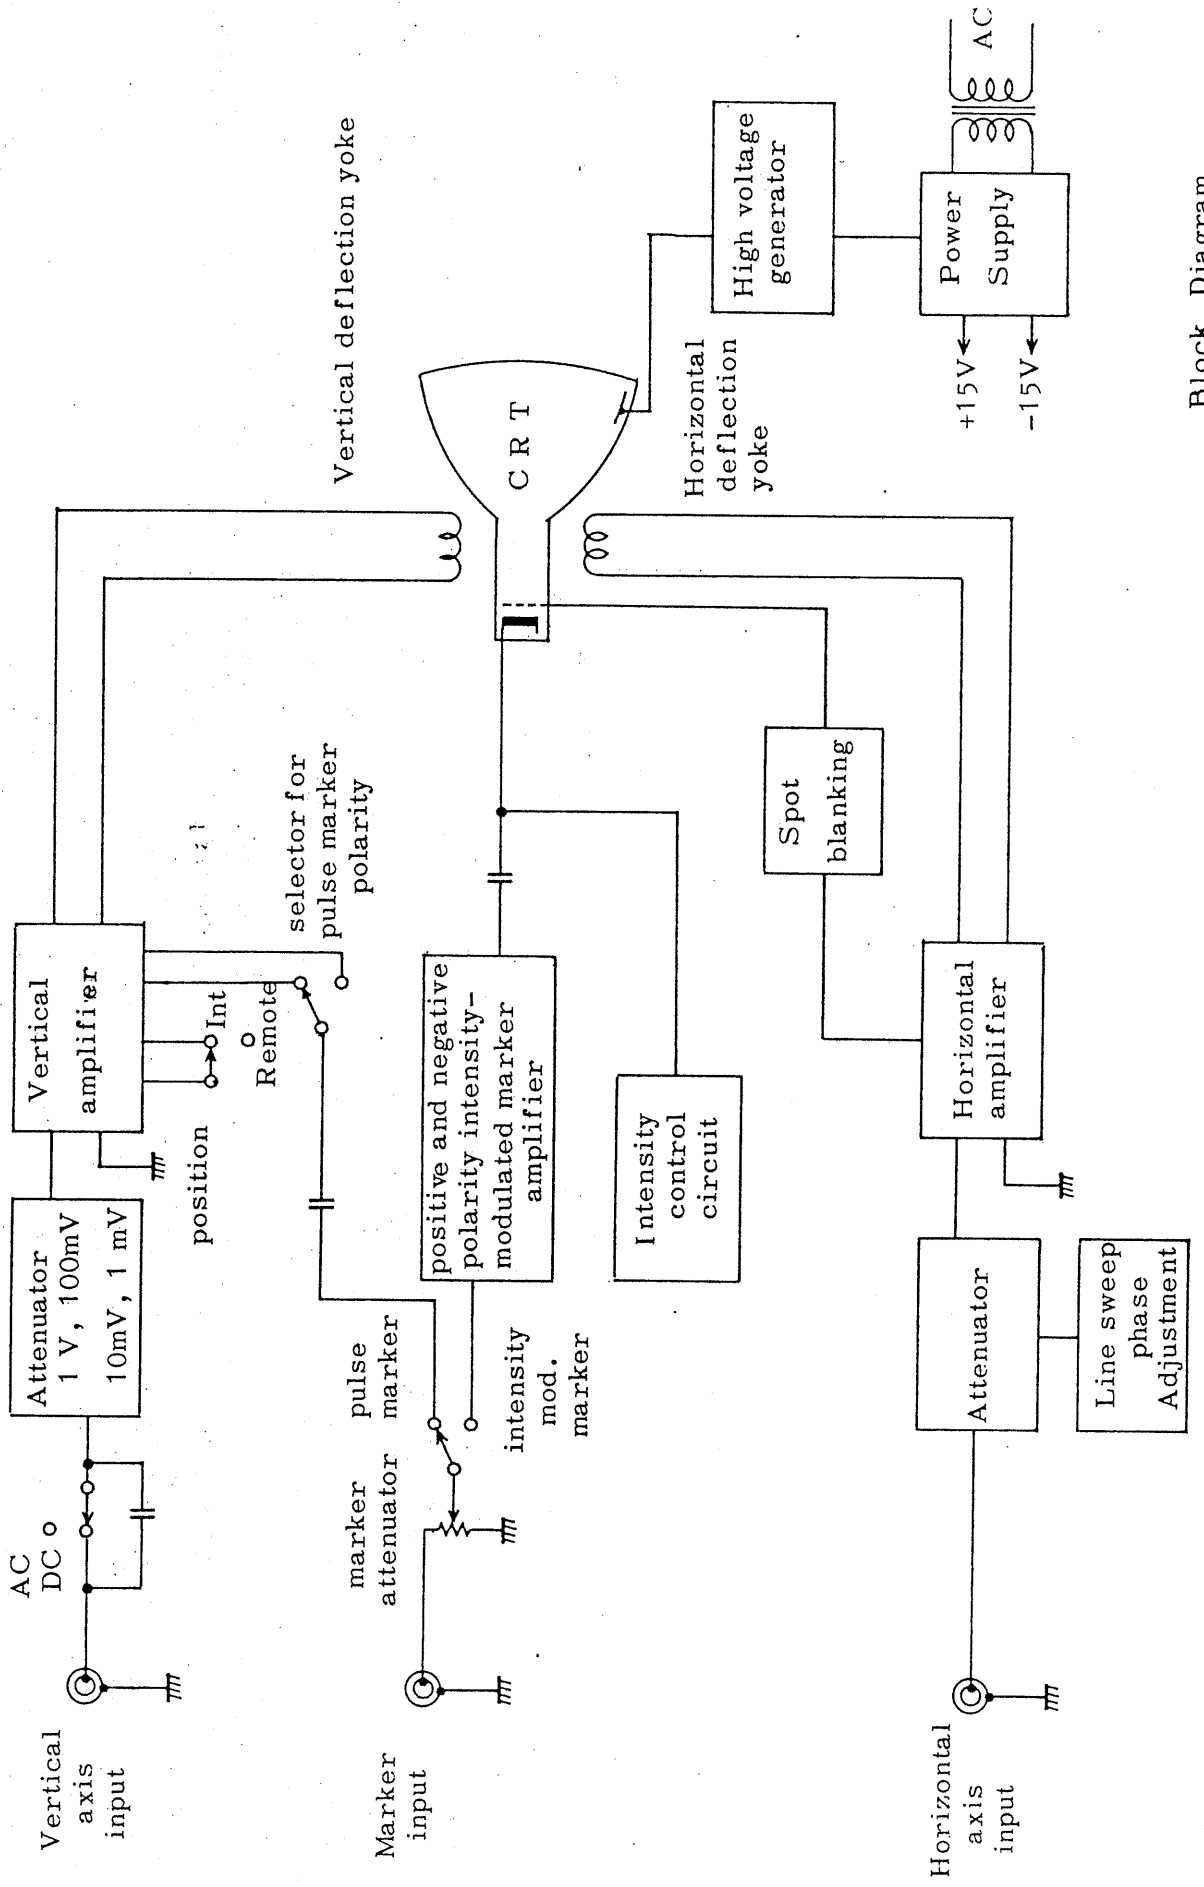 Vertical
axis
input
AC
DC
Attenuator
1 V, 100mV
10mV, 1 mV
Vertical
amplifier
position
Int
Remote
selector for
pulse marker
polarity
Vertical deflection yoke
Marker
input
marker
attenuator
pulse
marker
intensity
mod.
marker
positive and negative
polarity intensity-
modulated marker
amplifier
Intensity
control
circuit
CRT
Spot
blanking
Horizontal
deflection
yoke
High voltage
generator
Horizontal
axis
input
Attenuator
Line sweep
phase
Adjustment
Horizontal
amplifier
+15V
-15V
Power
Supply
AC
Block Diagram